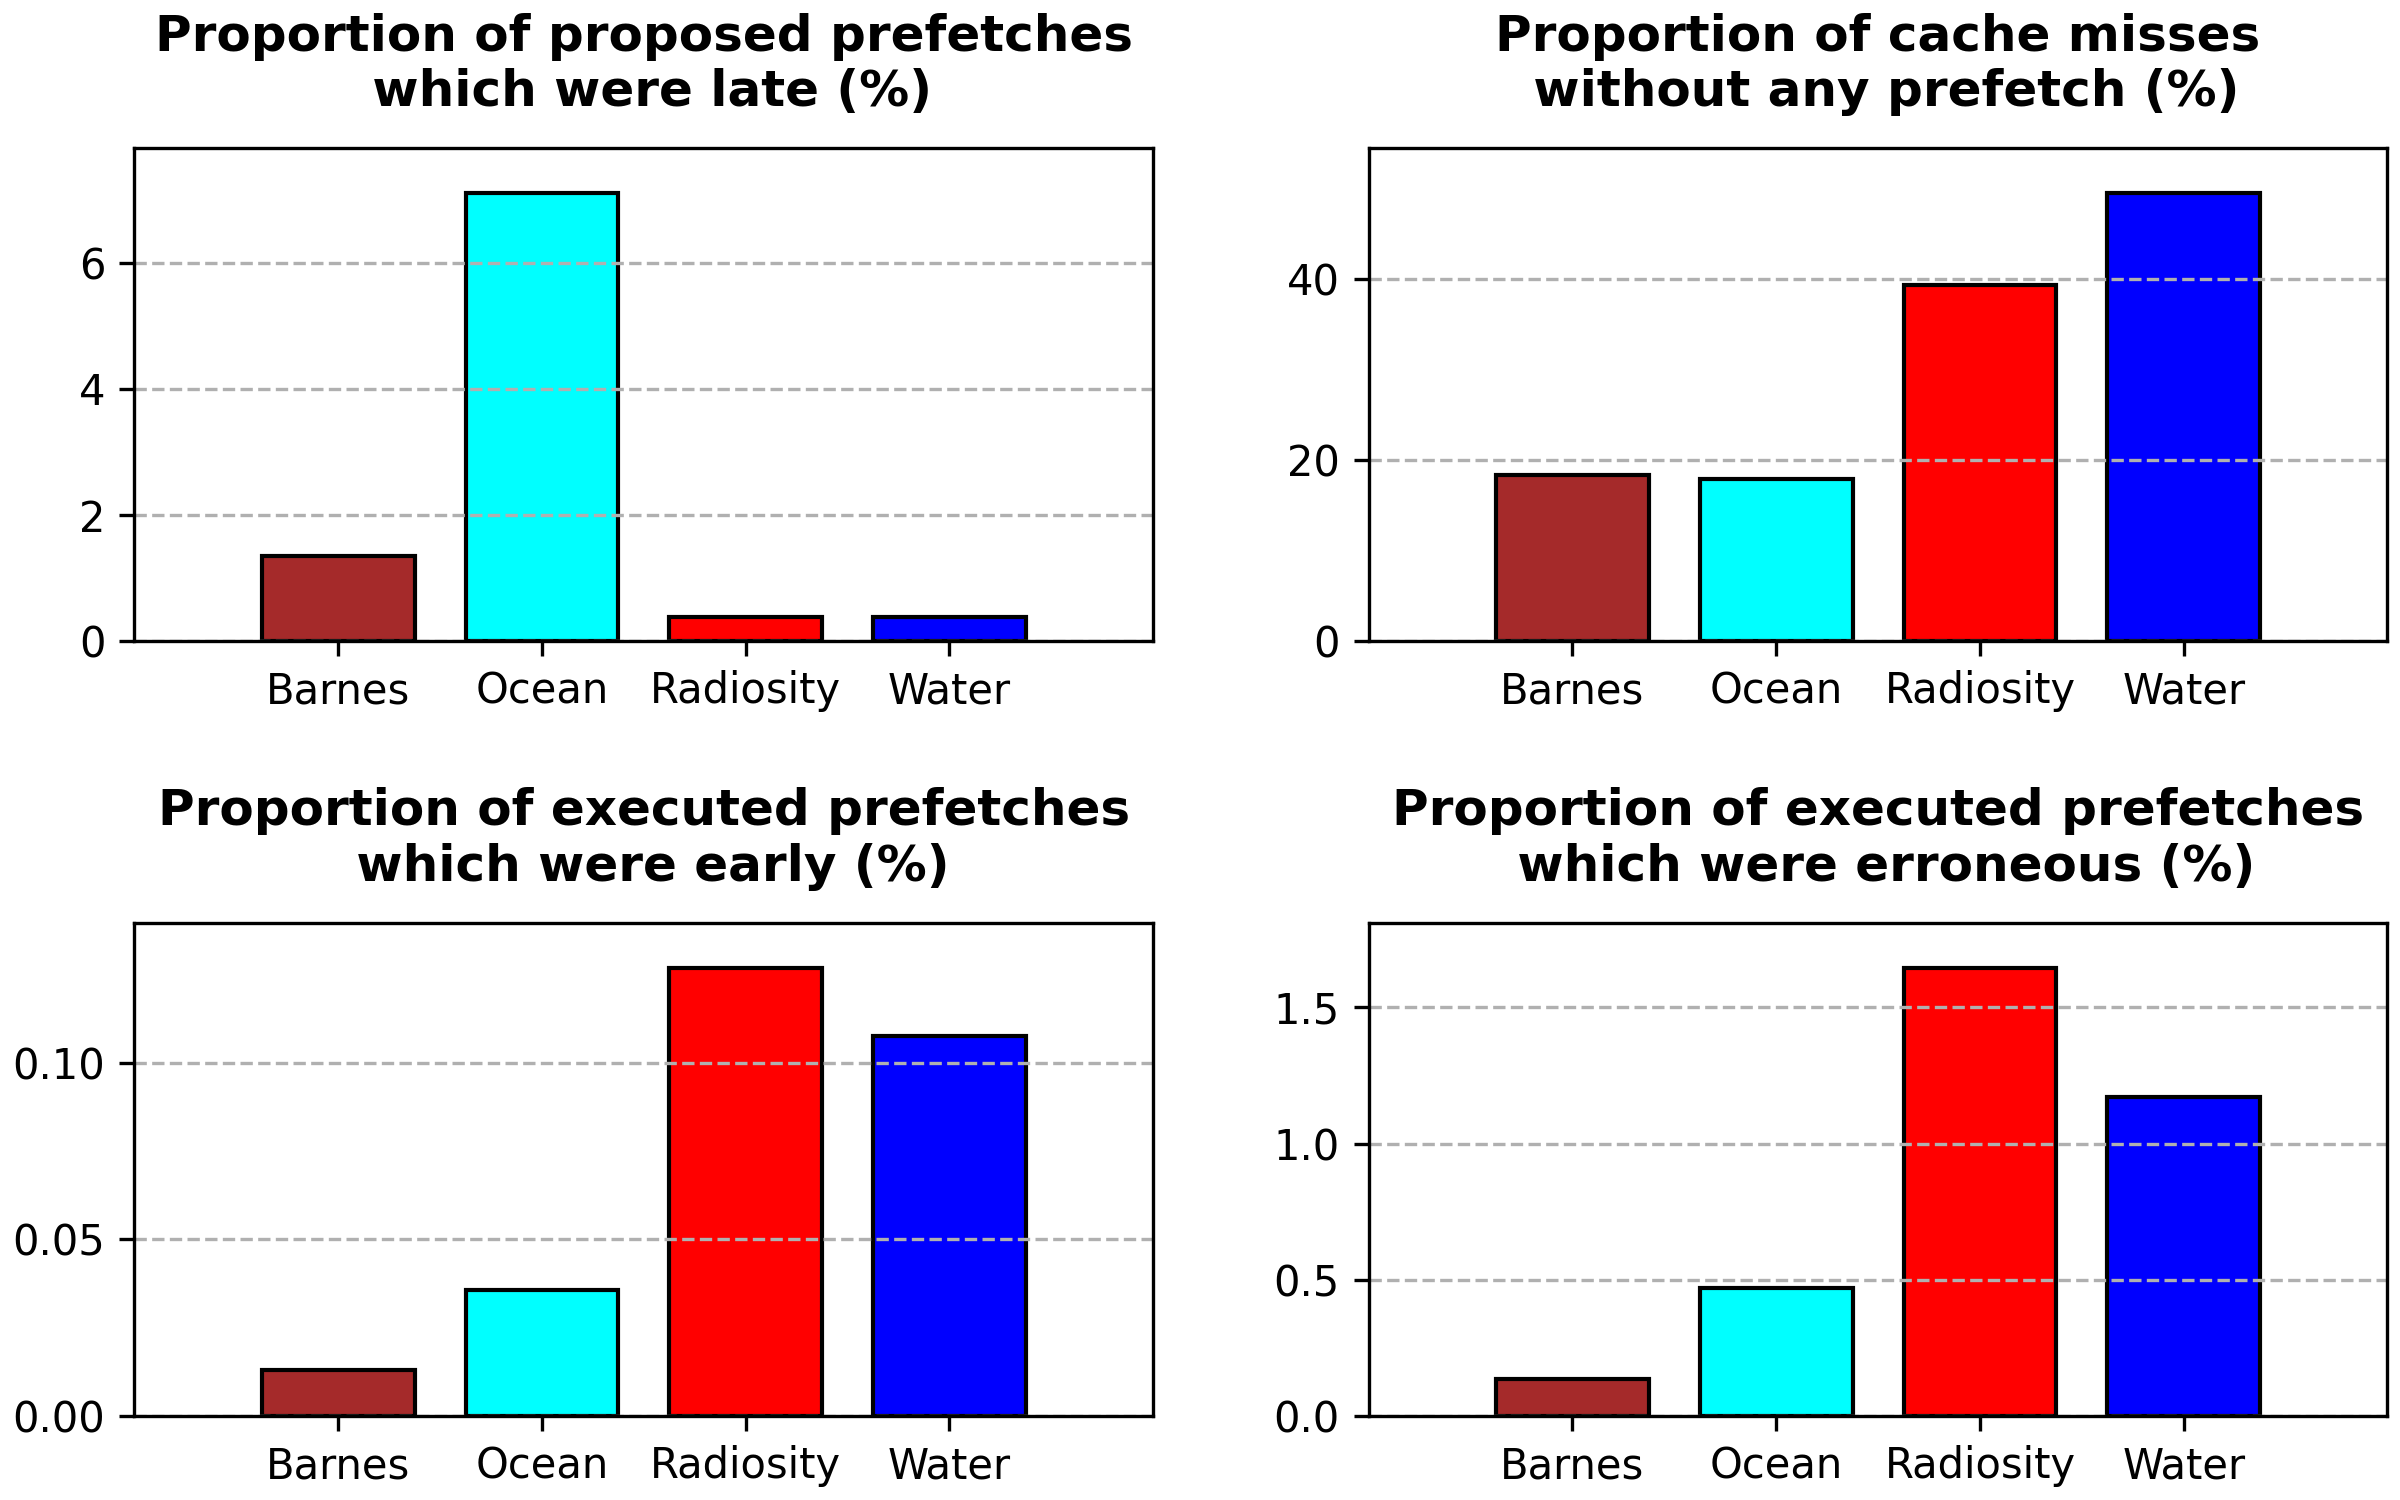 Proportion of proposed prefetches
which were late (%)
6
4
2
0
Barnes Ocean Radiosity Water
Proportion of cache misses
without any prefetch (%)
40
20
0
Barnes Ocean Radiosity Water
Proportion of executed prefetches
which were early (%)
0.10
0.05
0.00
Barnes Ocean Radiosity Water
Proportion of executed prefetches
which were erroneous (%)
1.5
1.0
0.5
0.0
Barnes Ocean Radiosity Water